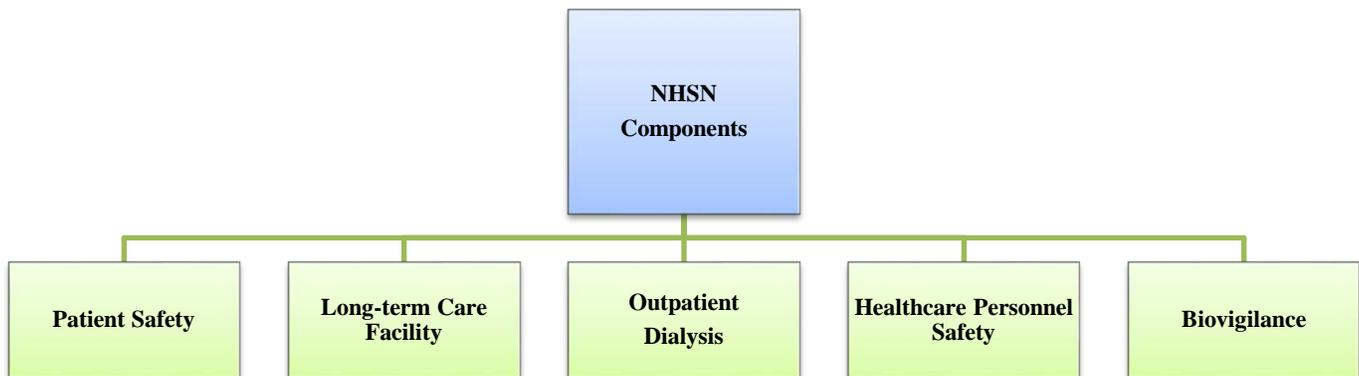 NHSN
Components
Patient Safety
Long-term Care
Facility
Outpatient
Dialysis
Healthcare Personnel
Safety
Biovigilance